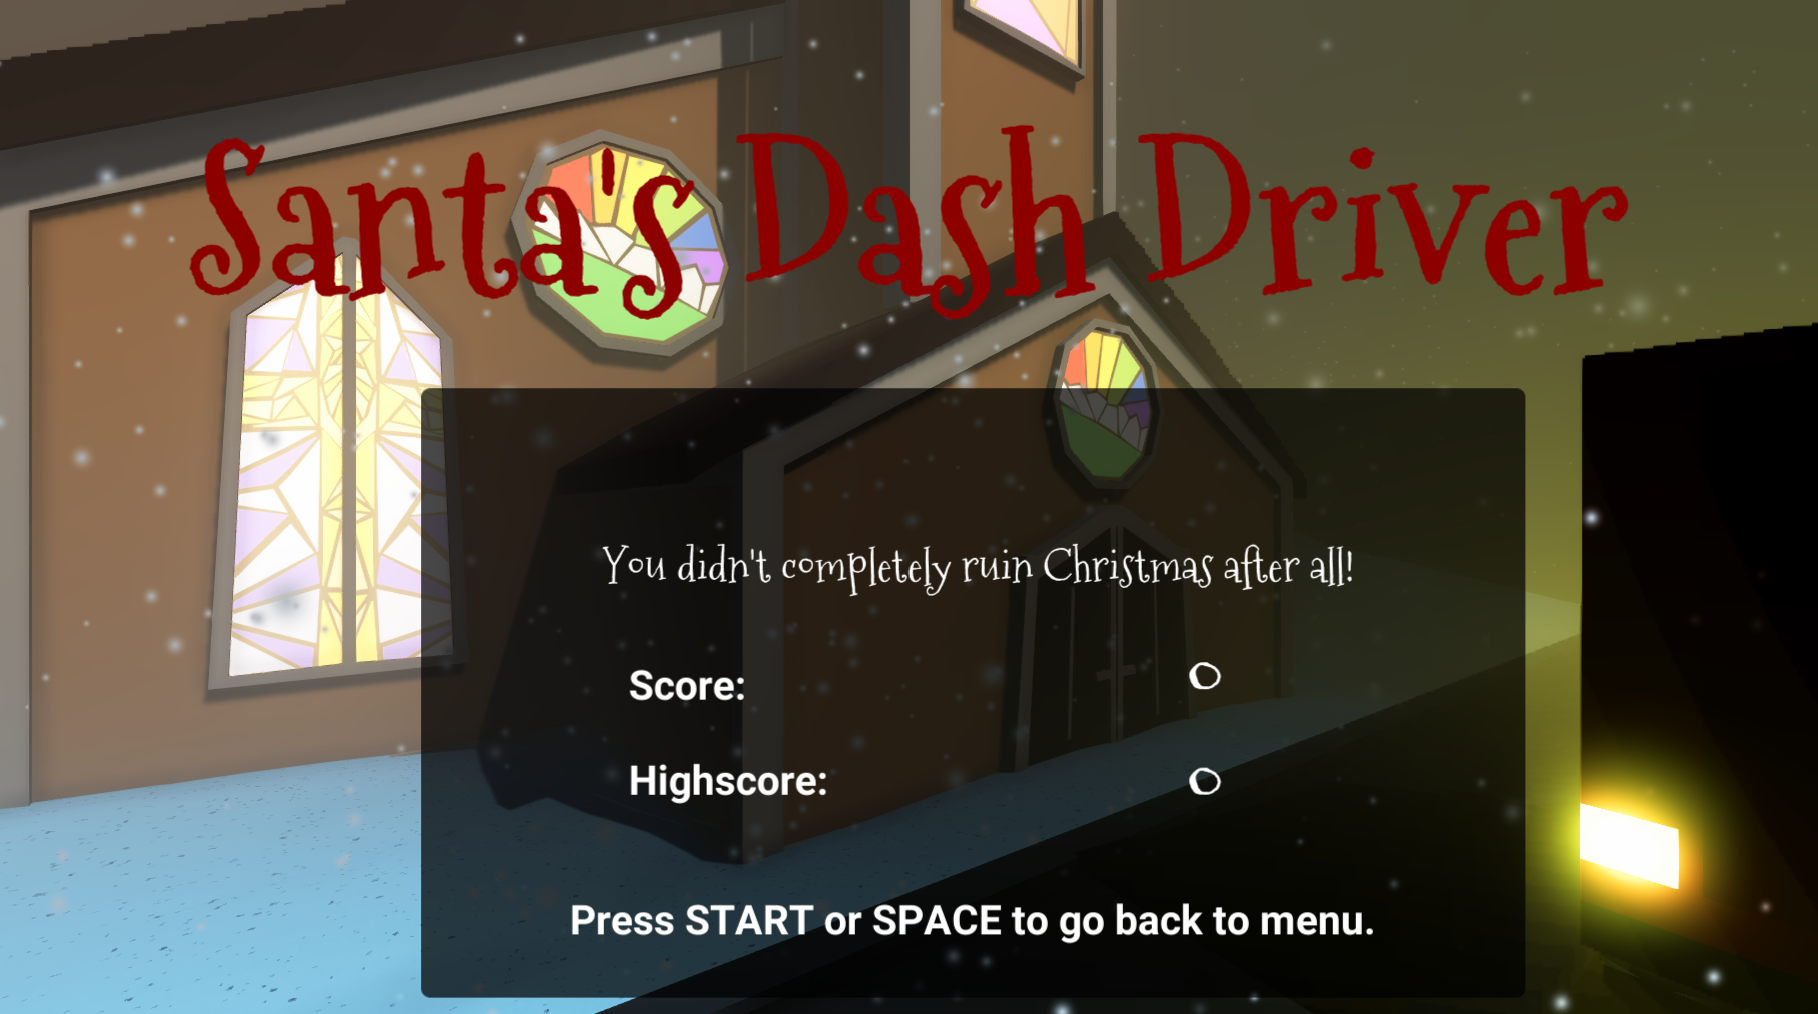 Santa's Dash Driver
You didn't completely ruin Christmas after all!
Score: 0
Highscore: 0
Press START or SPACE to go back to menu.